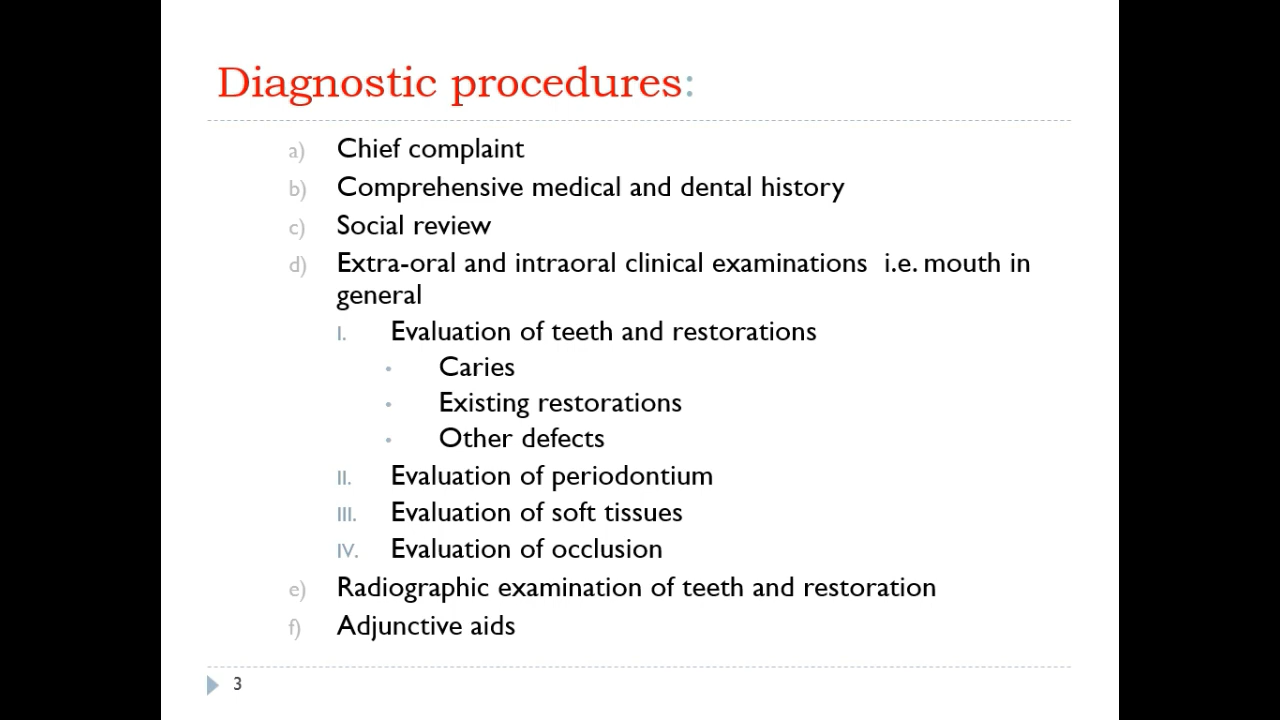 Diagnostic procedures:
a) Chief complaint
b) Comprehensive medical and dental history
c) Social review
d) Extra-oral and intraoral clinical examinations i.e. mouth in
general
I. Evaluation of teeth and restorations
• Caries
• Existing restorations
• Other defects
II. Evaluation of periodontium
III. Evaluation of soft tissues
IV. Evaluation of occlusion
e) Radiographic examination of teeth and restoration
f) Adjunctive aids
3